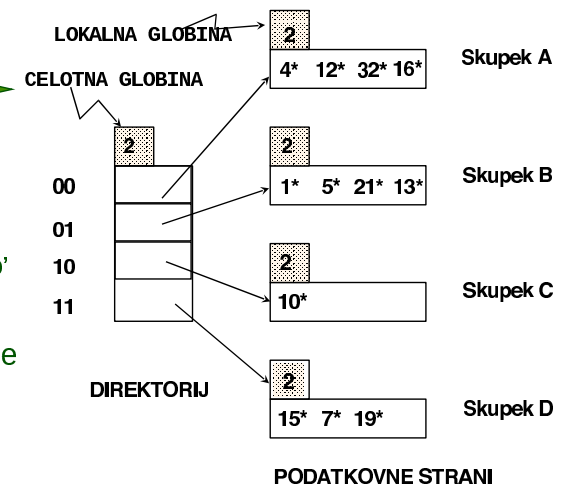 LOKALNA GLOBINA
2
4* 12* 32* 16*
Skupek A
CELOTNA GLOBINA
2
00
01
10
11
2
1* 5* 21* 13*
Skupek B
2
10*
Skupek C
’
e
2
15* 7* 19*
Skupek D
DIREKTORIJ
PODATKOVNE STRANI